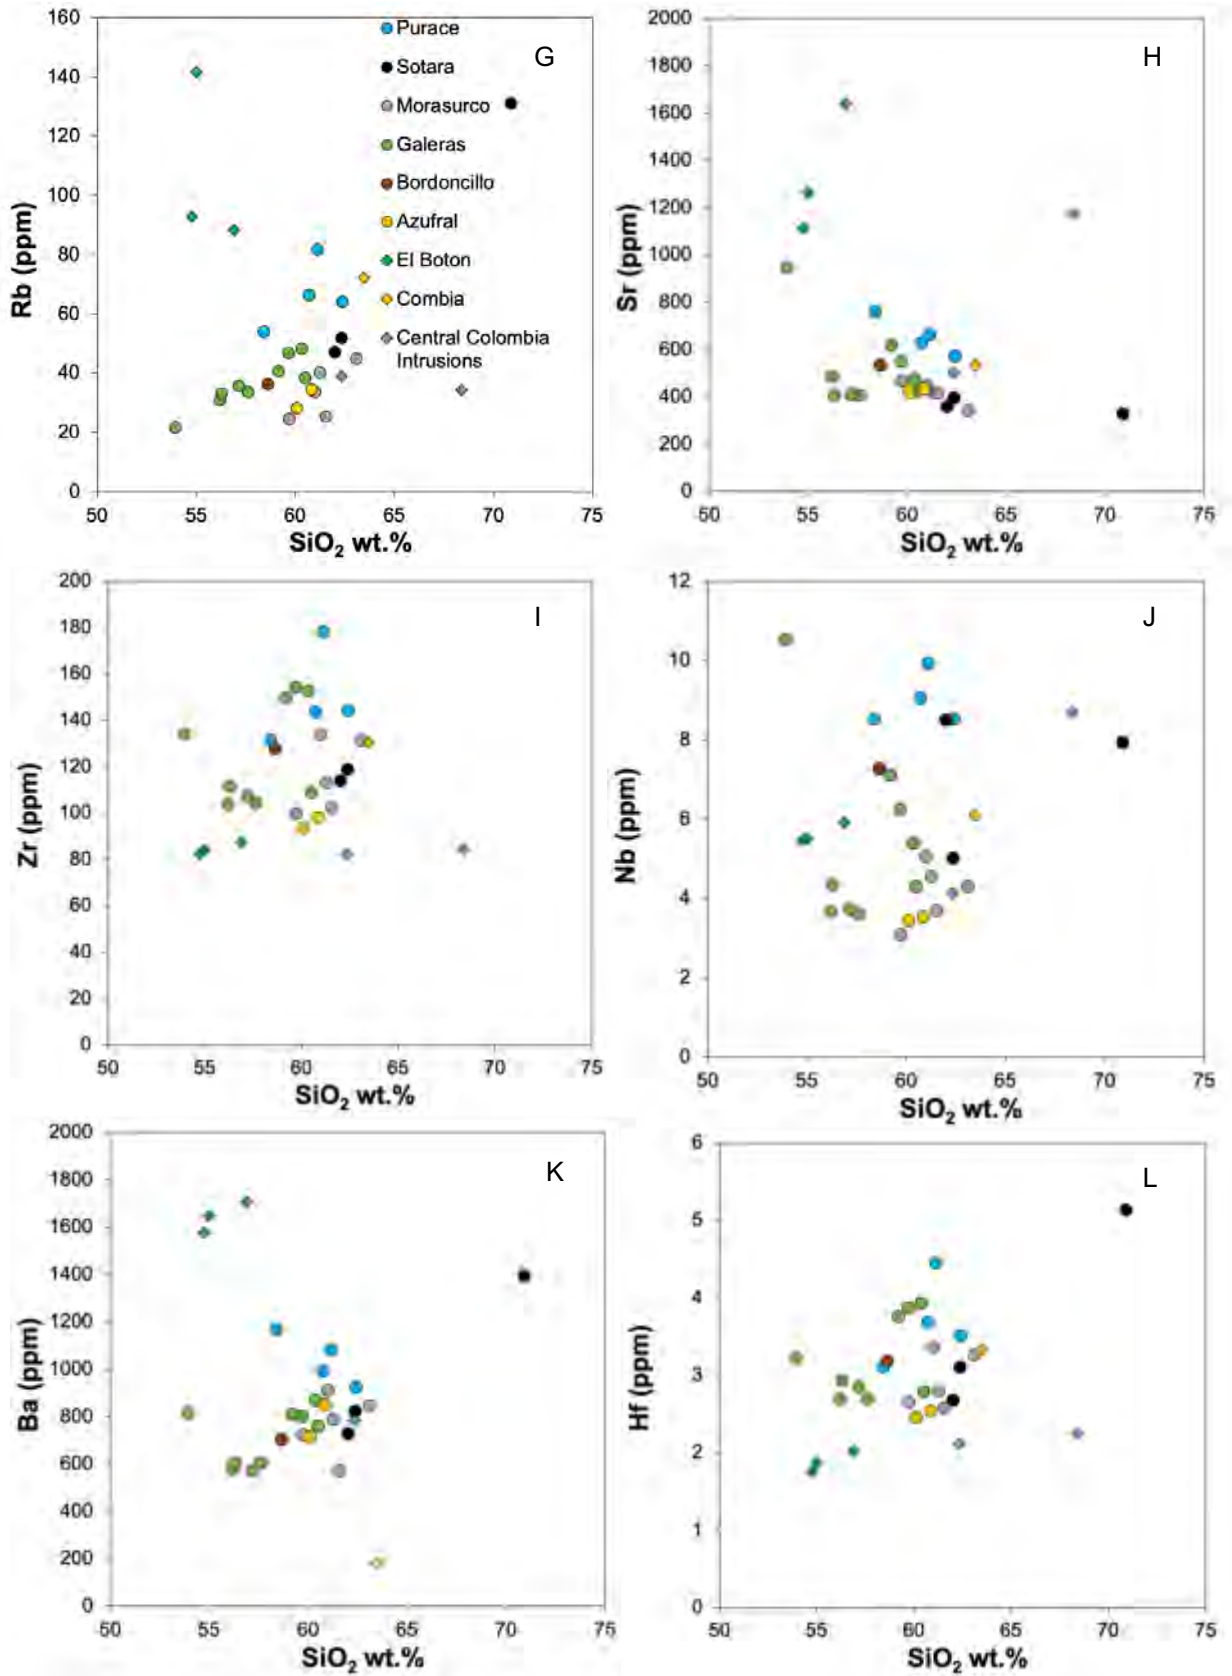 G
160
140
120
100
80
60
40
20
0
Rb (ppm)
50 55 60 65 70 75
SiO₂ wt.%
Purace
Sotara
Morasurco
Galeras
Bordoncillo
Azufral
El Boton
Combia
Central Colombia
Intrusions
H
2000
1800
1600
1400
1200
1000
800
600
400
200
0
Sr (ppm)
50 55 60 65 70 75
SiO₂ wt.%
I
200
180
160
140
120
100
80
60
40
20
0
Zr (ppm)
50 55 60 65 70 75
SiO₂ wt.%
J
12
10
8
6
4
2
0
Nb (ppm)
50 55 60 65 70 75
SiO₂ wt.%
K
2000
1800
1600
1400
1200
1000
800
600
400
200
0
Ba (ppm)
50 55 60 65 70 75
SiO₂ wt.%
L
6
5
4
3
2
1
0
Hf (ppm)
50 55 60 65 70 75
SiO₂ wt.%